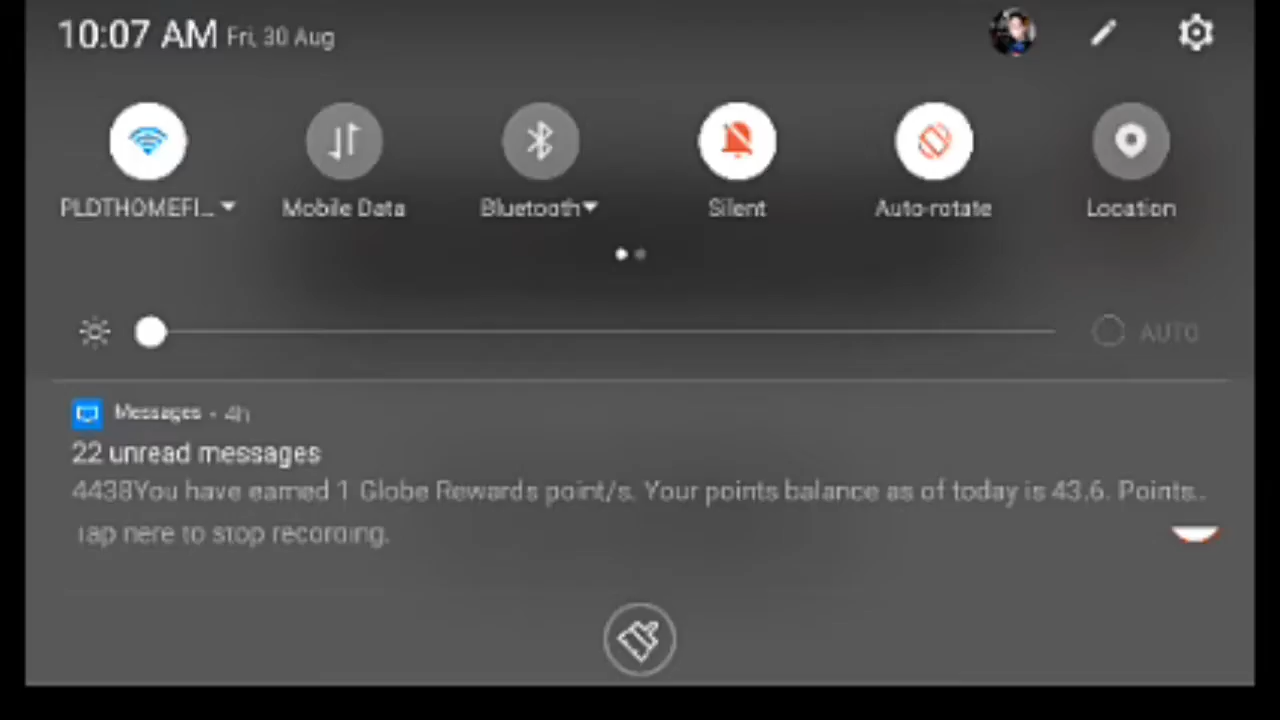 10:07 AM Fri, 30 Aug
PLDTHOMEFI... Mobile Data Bluetooth Silent Auto-rotate Location
AUTO
Messages - 4h
22 unread messages
4438You have earned 1 Globe Rewards point/s. Your points balance as of today is 43.6. Points..
Tap here to stop recording.